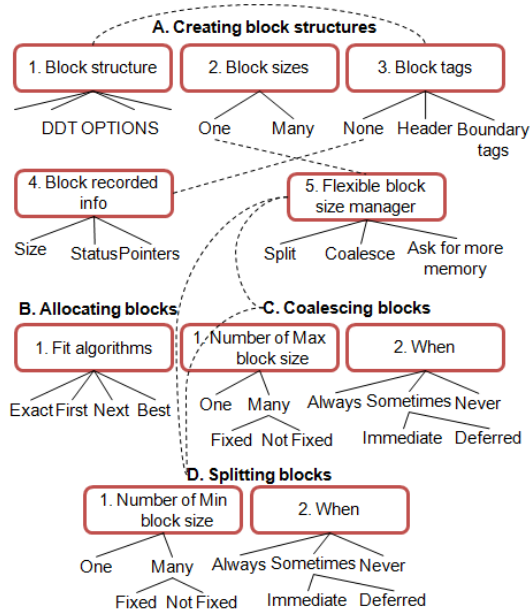 A. Creating block structures
1. Block structure
2. Block sizes
3. Block tags
DDT OPTIONS
One
Many
None
Header
Boundary
tags
4. Block recorded
info
5. Flexible block
size manager
Size
Status
Pointers
Split
Coalesce
Ask for more
memory
B. Allocating blocks
C. Coalescing blocks
1. Fit algorithms
1. Number of Max
block size
2. When
Exact
First
Next
Best
One
Many
Fixed
Not Fixed
Always
Sometimes
Never
Immediate
Deferred
D. Splitting blocks
1. Number of Min
block size
2. When
One
Many
Fixed
Not Fixed
Always
Sometimes
Never
Immediate
Deferred